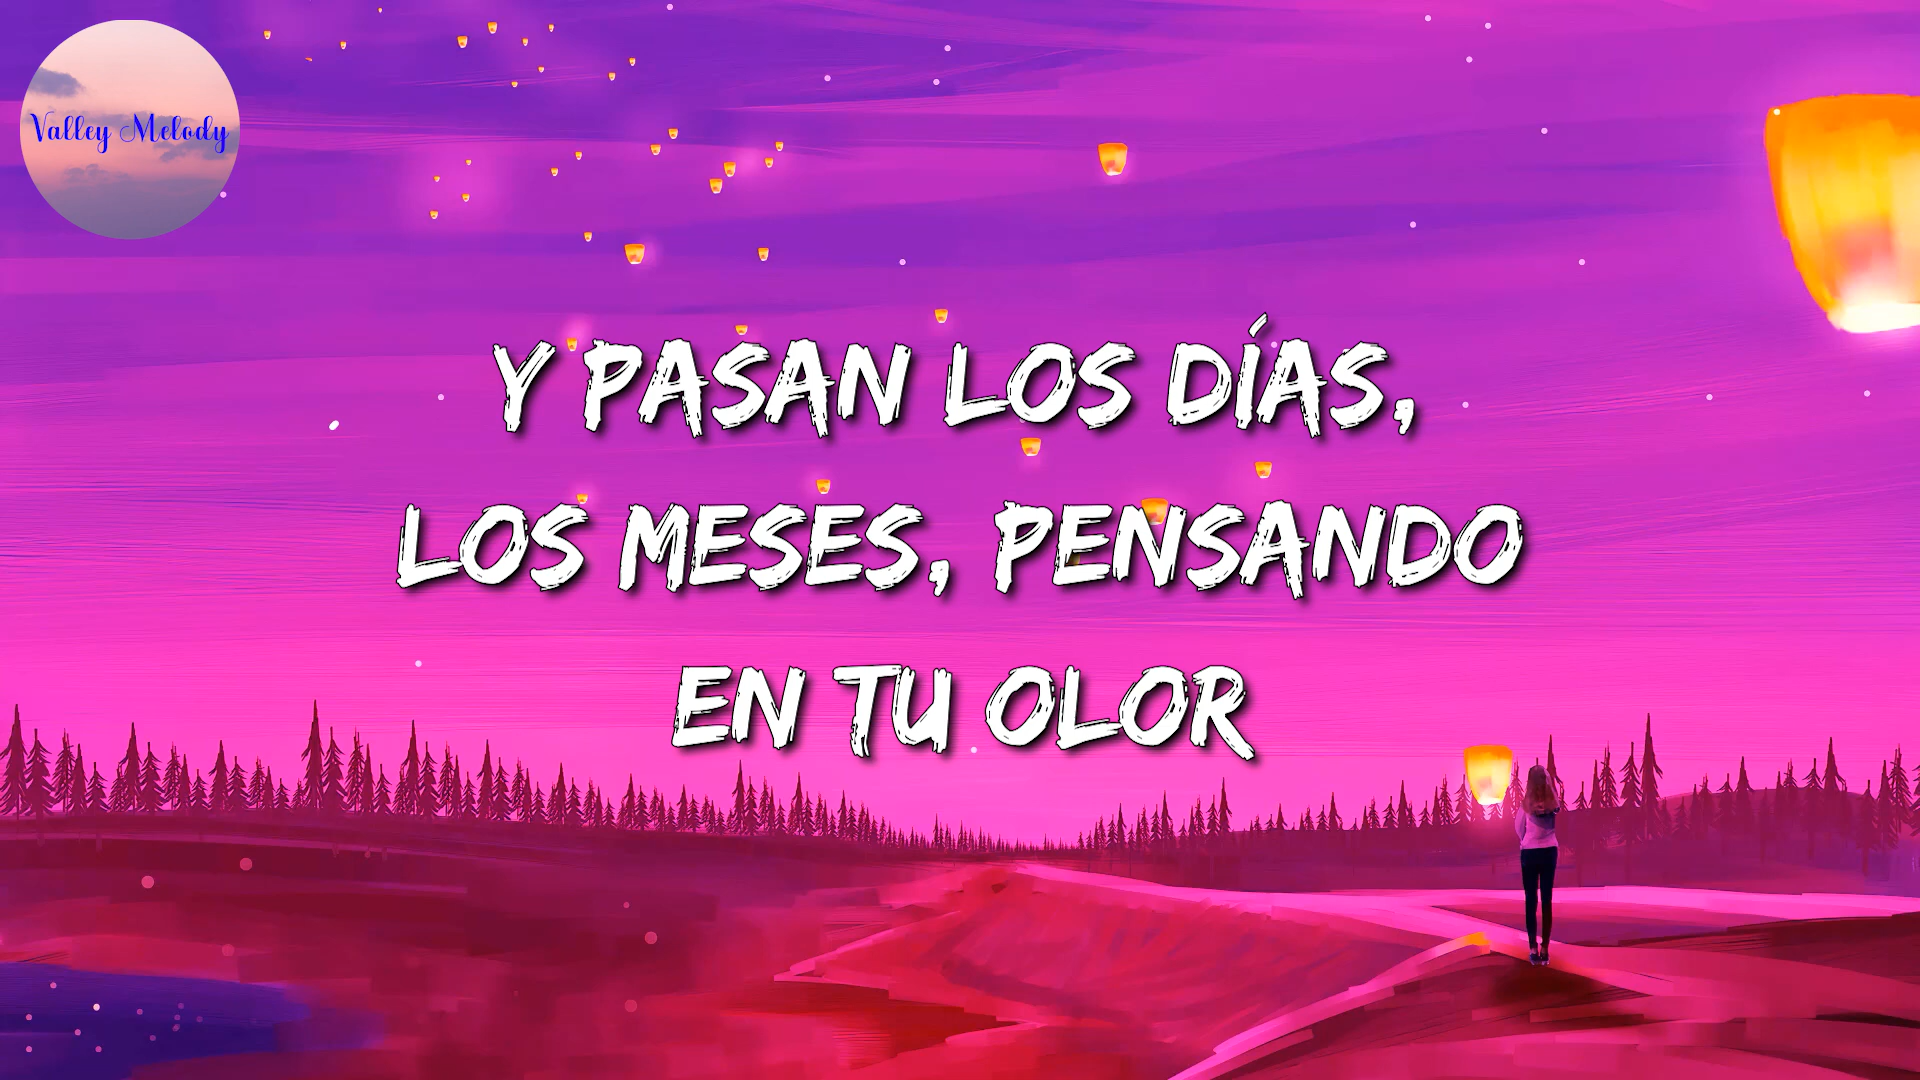 Valley Melody
Y PASAN LOS DÍAS,
LOS MESES, PENSANDO
EN TU OLOR